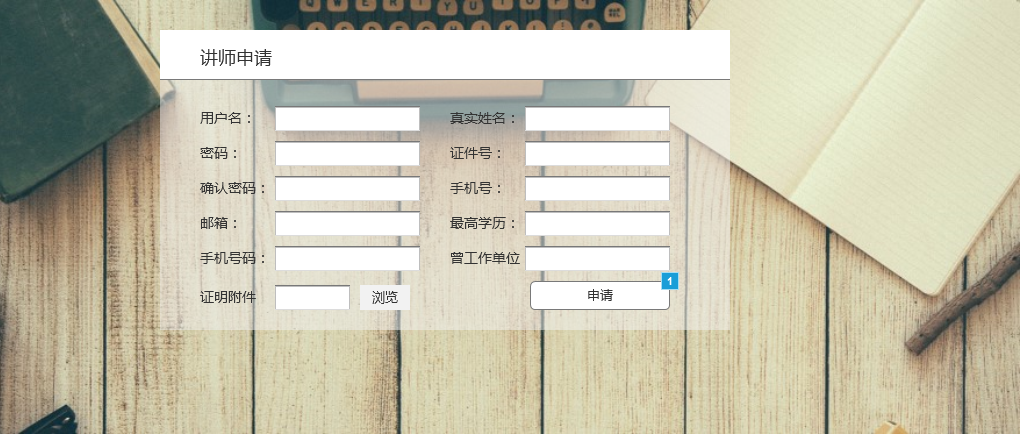 讲师申请
用户名：
真实姓名：
密码：
证件号：
确认密码：
手机号：
邮箱：
最高学历：
手机号码：
曾工作单位
证明附件
浏览
申请
1